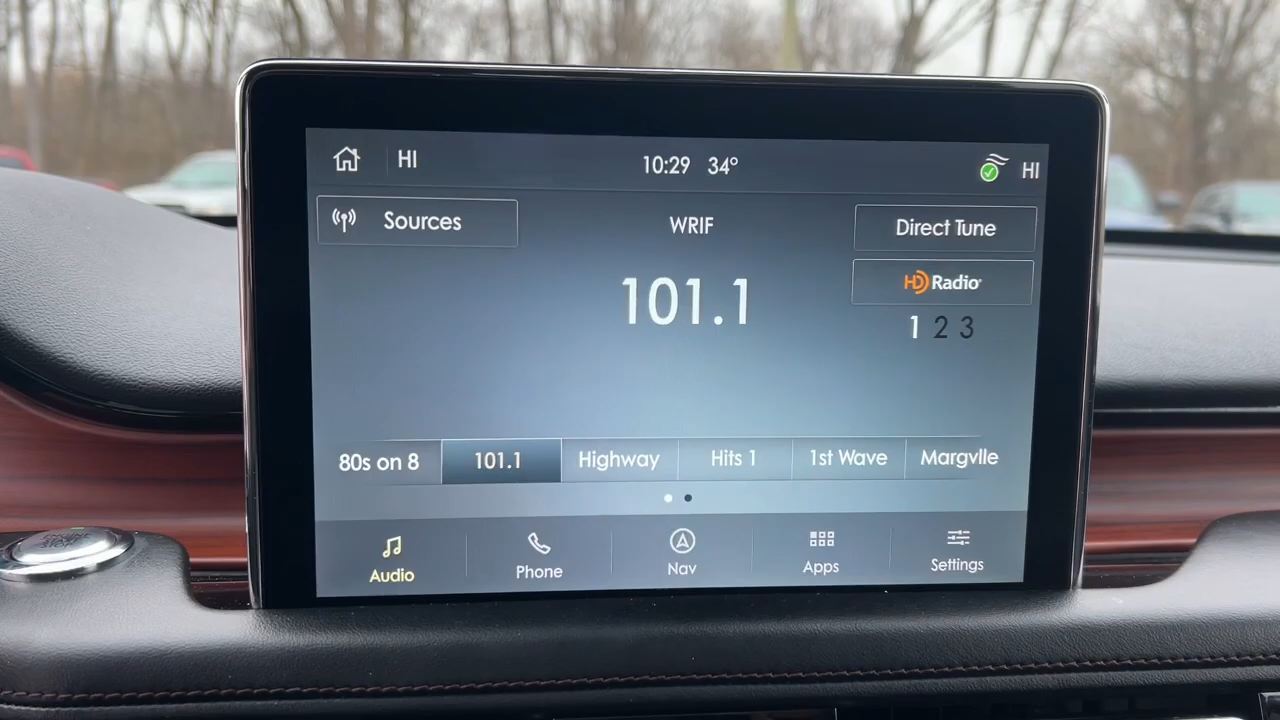 HI 10:29 34° HI
Sources WRIF Direct Tune
101.1
HD Radio
1 2 3
80s on 8 101.1 Highway Hits 1 1st Wave Margvlle
Audio Phone Nav Apps Settings